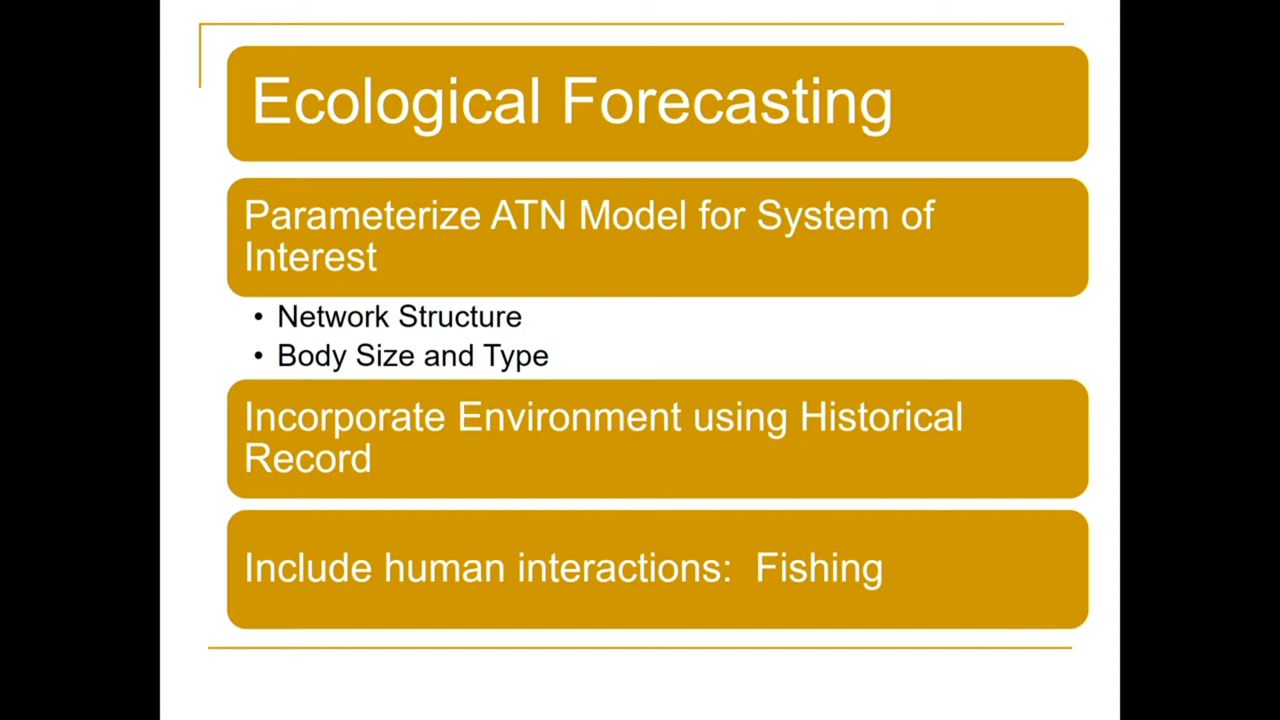 Ecological Forecasting
Parameterize ATN Model for System of
Interest
• Network Structure
• Body Size and Type
Incorporate Environment using Historical
Record
Include human interactions:  Fishing